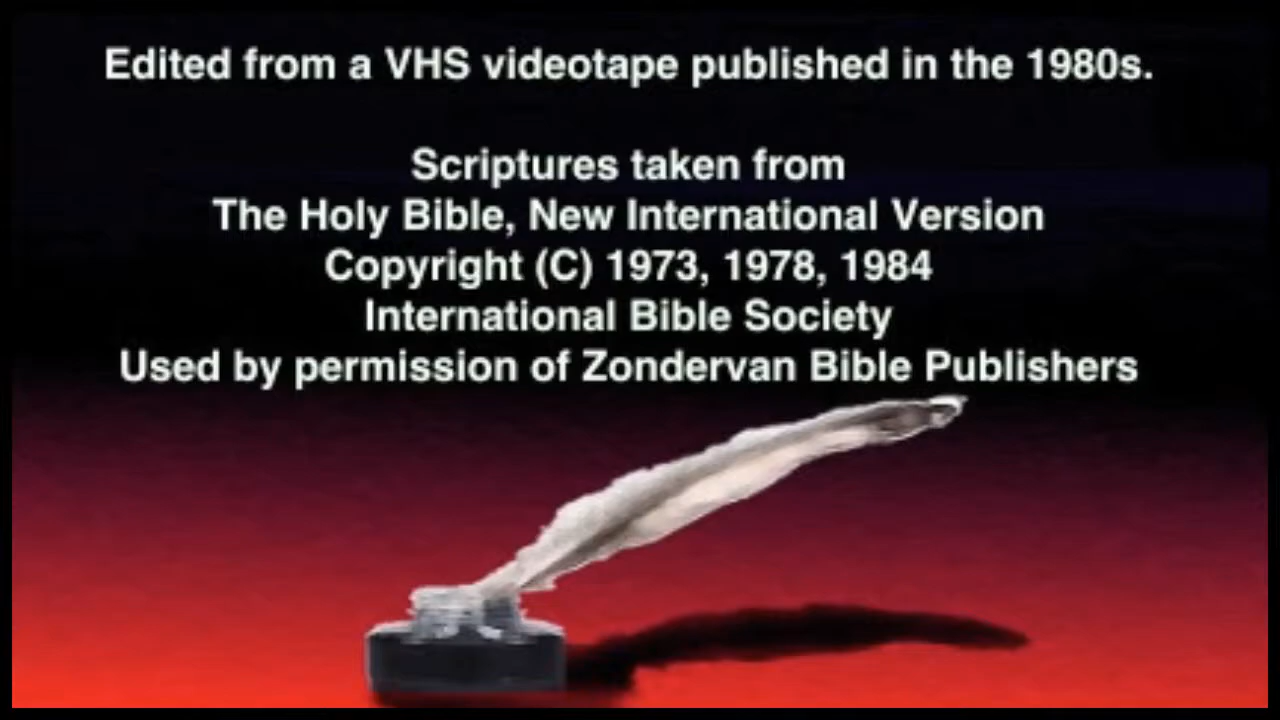 Edited from a VHS videotape published in the 1980s.
Scriptures taken from
The Holy Bible, New International Version
Copyright (C) 1973, 1978, 1984
International Bible Society
Used by permission of Zondervan Bible Publishers